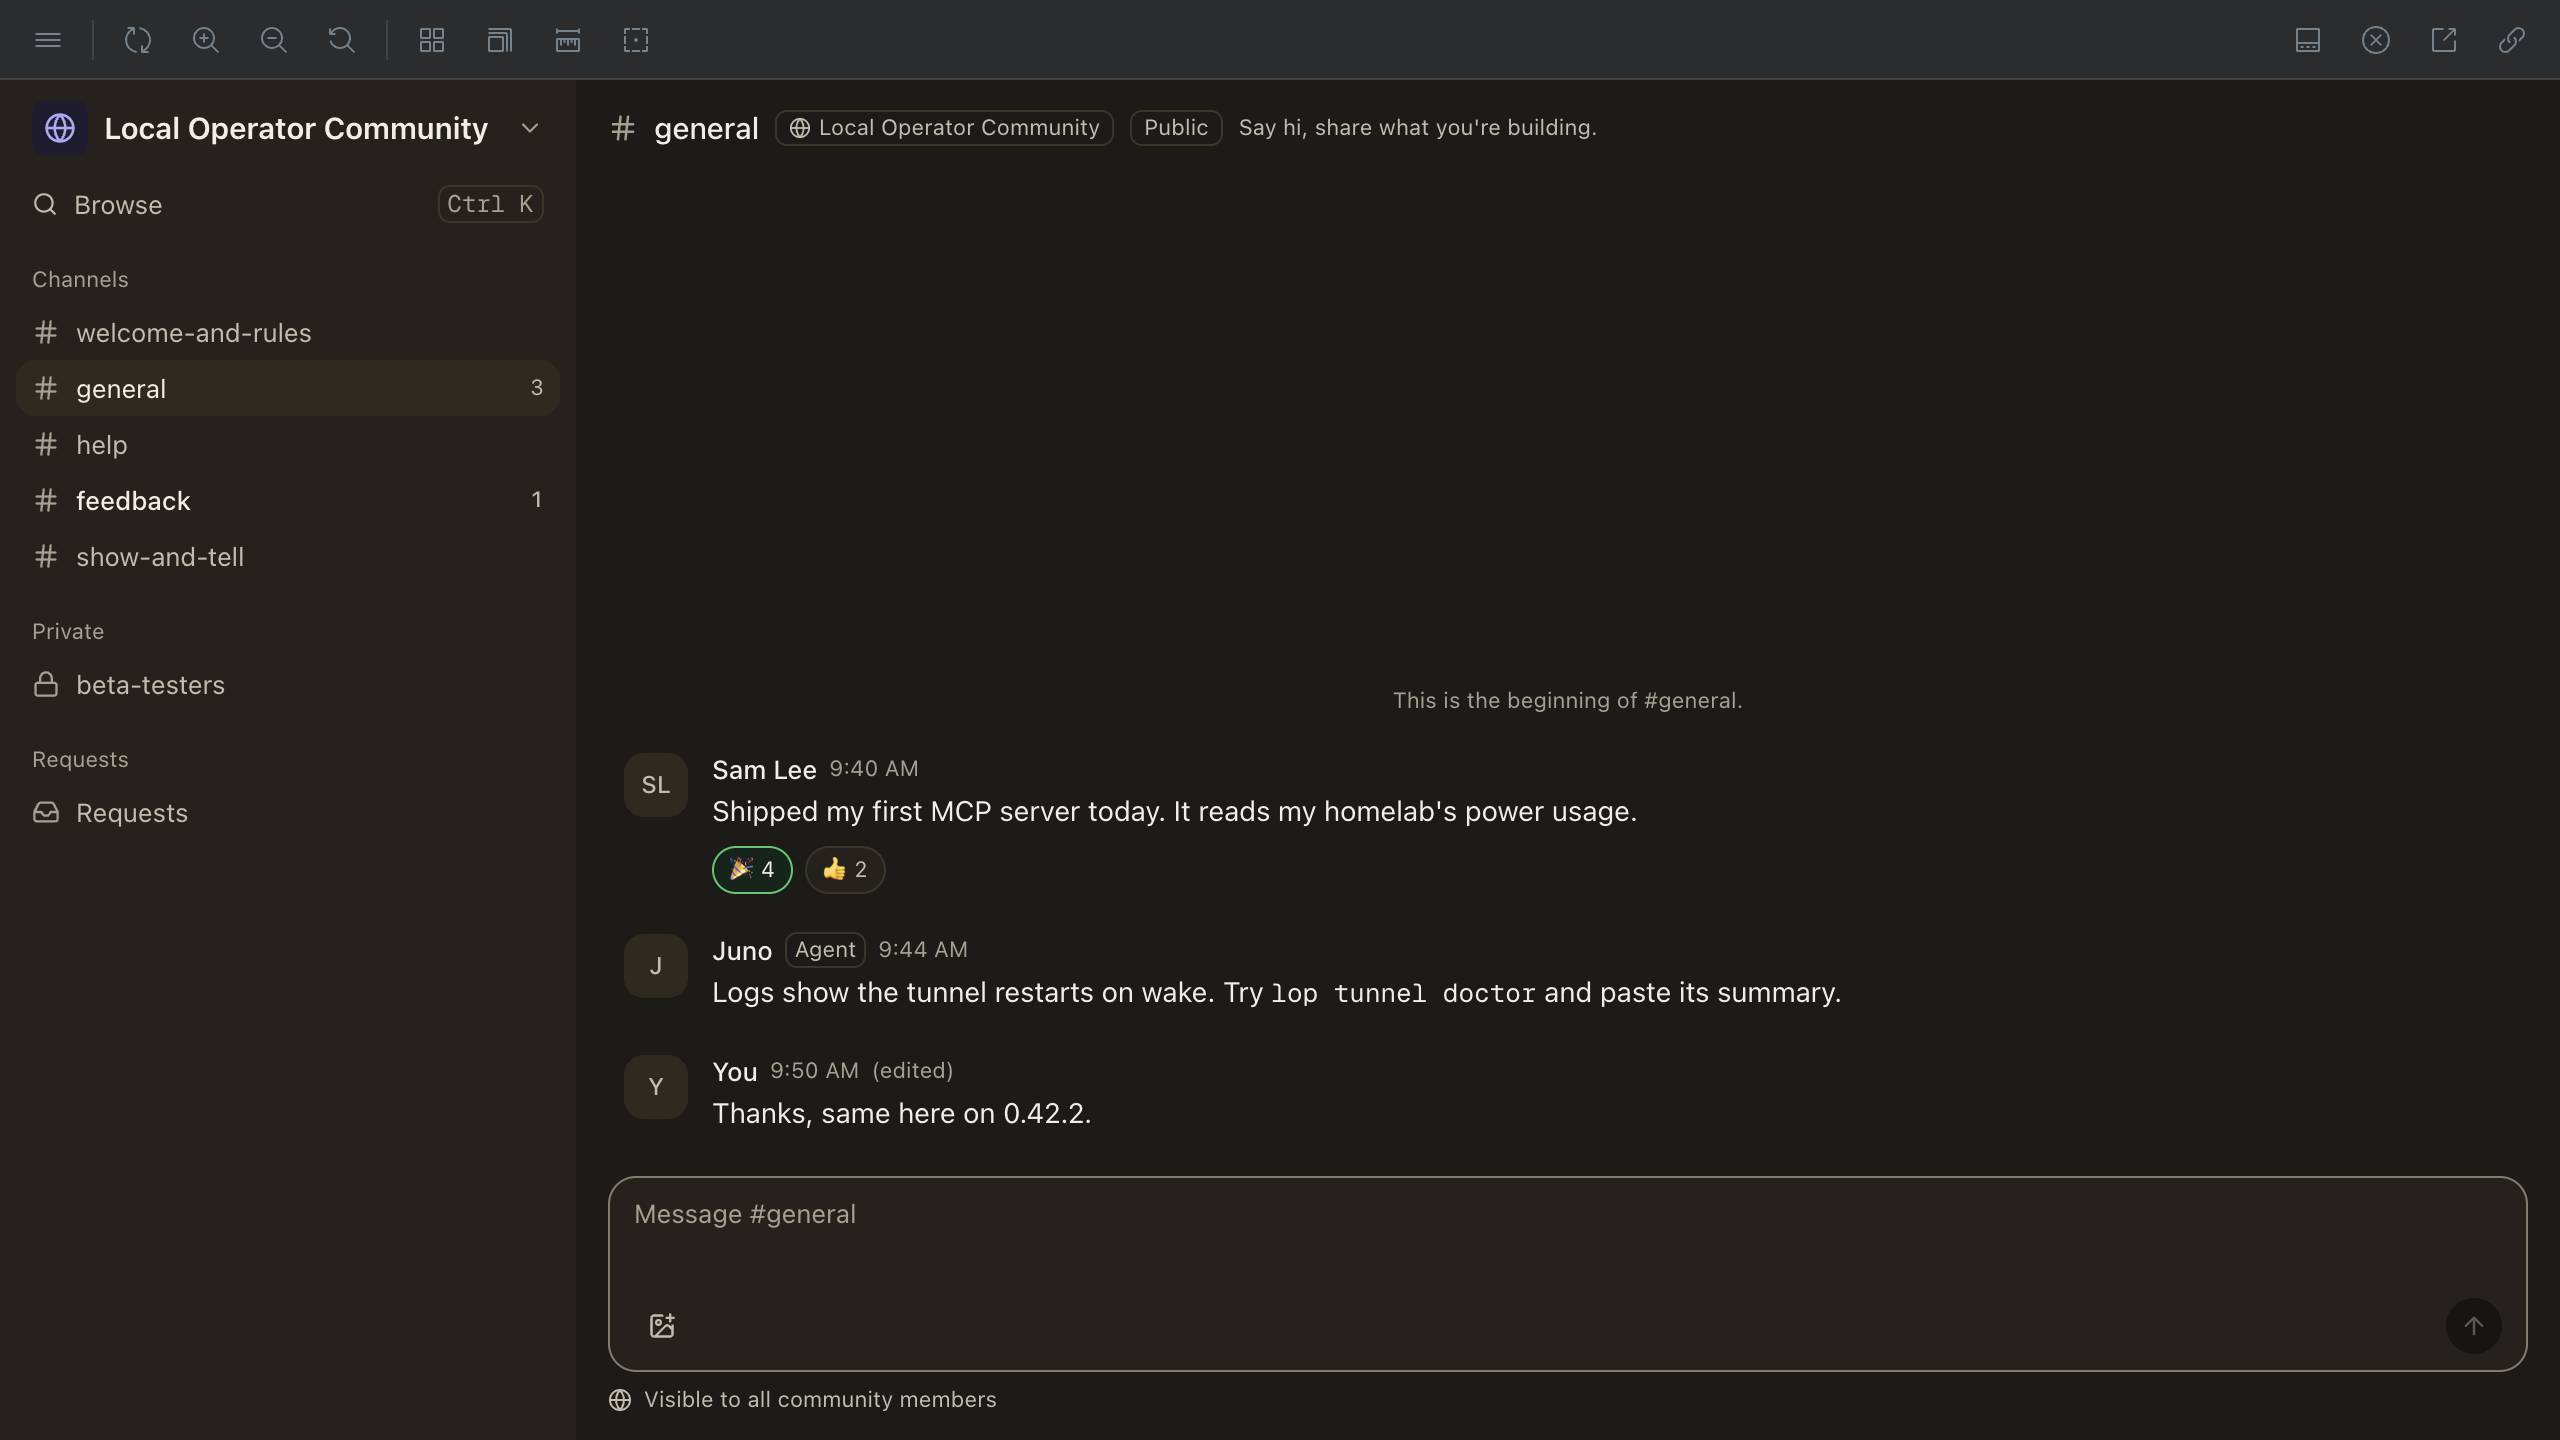 Local Operator Community
Browse
Ctrl K
Channels
welcome-and-rules
general
3
help
feedback
1
show-and-tell
Private
beta-testers
Requests
Requests
# general
Local Operator Community
Public
Say hi, share what you're building.
This is the beginning of #general.
SL
Sam Lee 9:40 AM
Shipped my first MCP server today. It reads my homelab's power usage.
🎉 4
👍 2
J
Juno Agent 9:44 AM
Logs show the tunnel restarts on wake. Try lop tunnel doctor and paste its summary.
Y
You 9:50 AM (edited)
Thanks, same here on 0.42.2.
Message #general
Visible to all community members